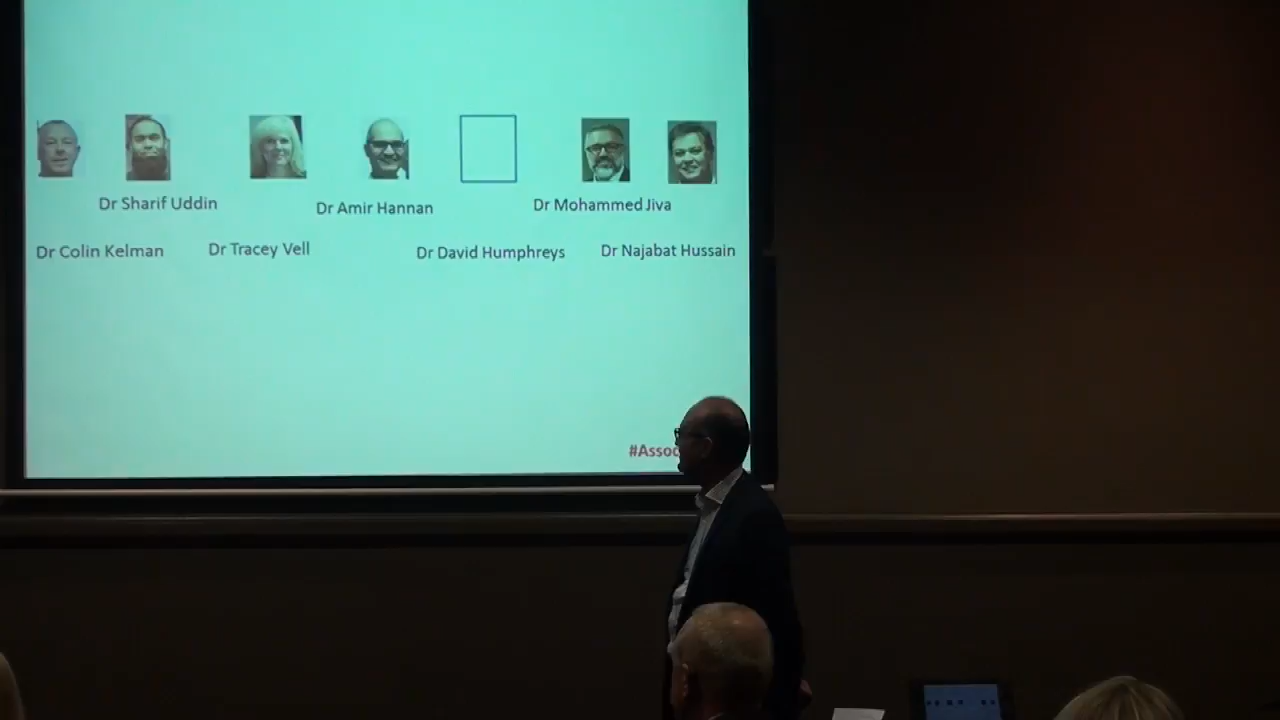 Dr Sharif Uddin
Dr Amir Hannan
Dr Mohammed Jiva
Dr Colin Kelman
Dr Tracey Vell
Dr David Humphreys
Dr Najabat Hussain
#Assoc